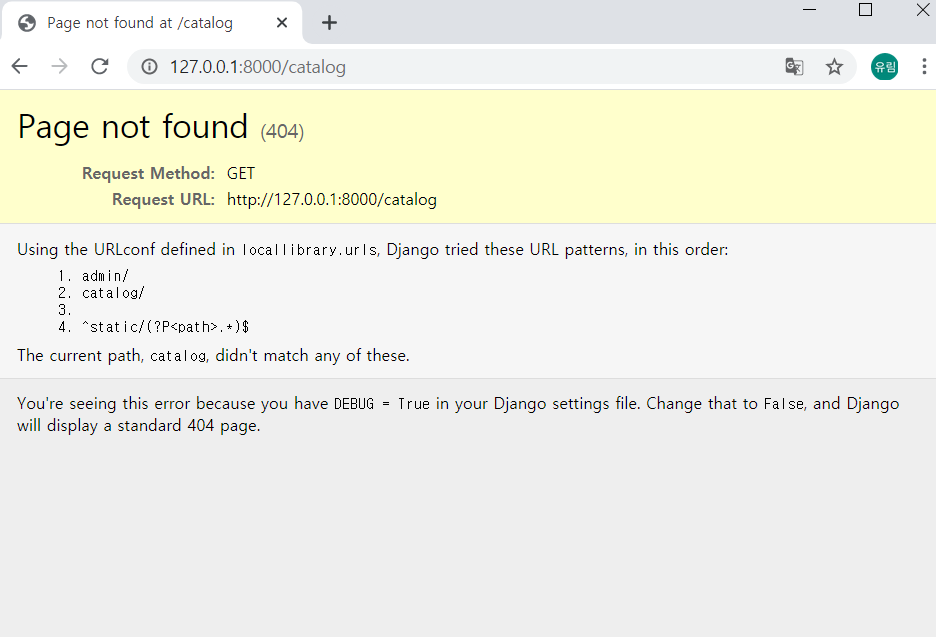 Page not found at /catalog
127.0.0.1:8000/catalog
유림
Page not found (404)
Request Method: GET
Request URL: http://127.0.0.1:8000/catalog
Using the URLconf defined in locallibrary.urls, Django tried these URL patterns, in this order:
1. admin/
2. catalog/
3.
4. ^static/(?P<path>.*)$
The current path, catalog, didn't match any of these.
You're seeing this error because you have DEBUG = True in your Django settings file. Change that to False, and Django
will display a standard 404 page.